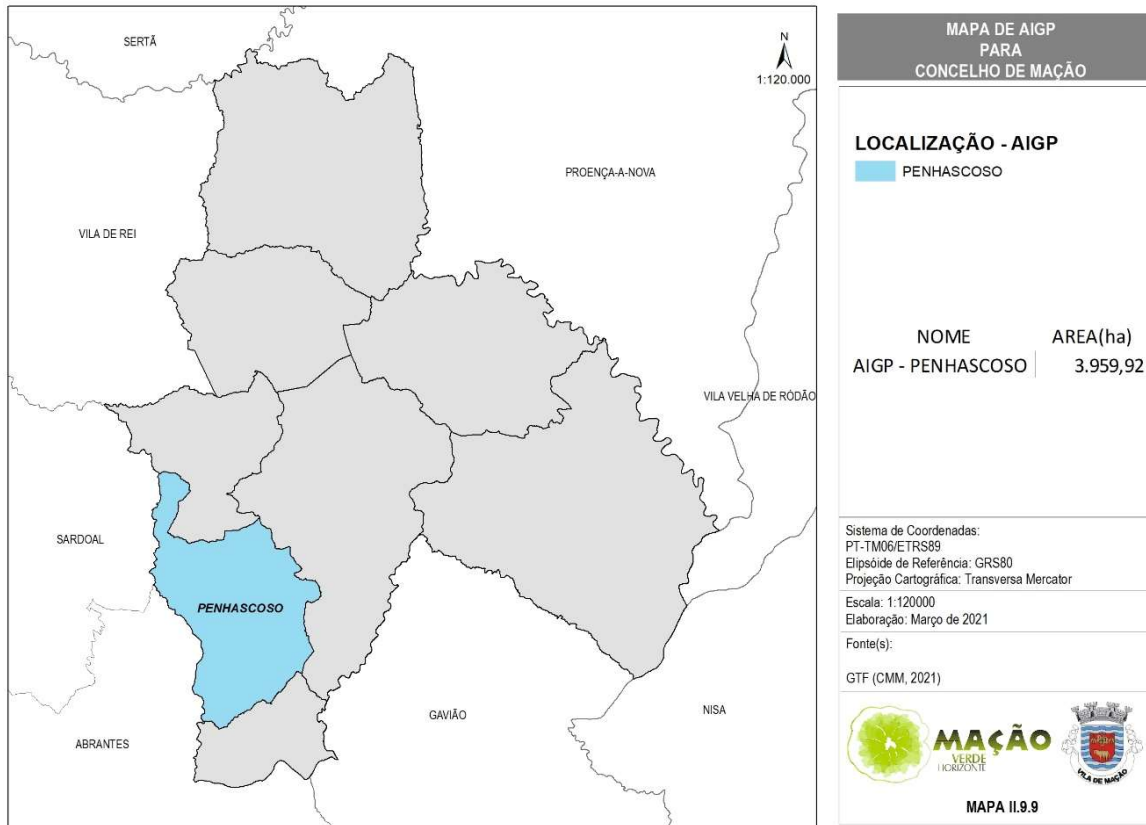 SERTÃ
N
1:120.000
PROENÇA-A-NOVA
VILA DE REI
VILA VELHA DE RÓDÃO
SARDOAL
PENHASCOSO
ABRANTES
GAVIÃO
NISA
MAPA DE AIGP
PARA
CONCELHO DE MAÇÃO
LOCALIZAÇÃO - AIGP
PENHASCOSO
NOME AREA(ha)
AIGP - PENHASCOSO 3.959,92
Sistema de Coordenadas:
PT-TM06/ETRS89
Elipsóide de Referência: GRS80
Projeção Cartográfica: Transversa Mercator
Escala: 1:120000
Elaboração: Março de 2021
Fonte(s):
GTF (CMM, 2021)
MAÇÃO
VERDE
HORIZONTE
VILA DE MAÇÃO
MAPA II.9.9